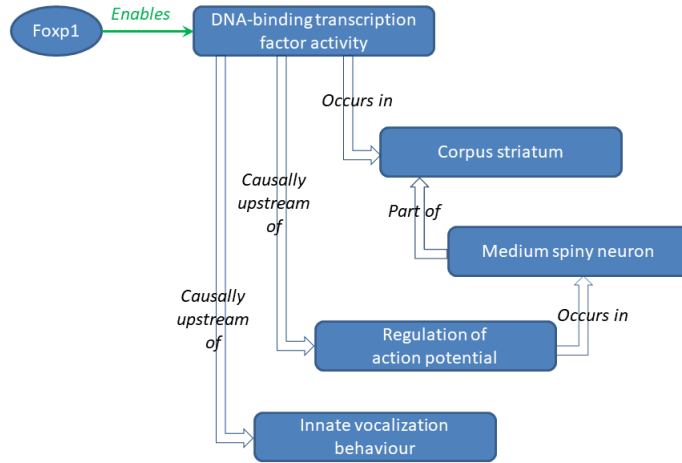 Foxp1
Enables
DNA-binding transcription
factor activity
Occurs in
Corpus striatum
Causally
upstream
of
Part of
Medium spiny neuron
Causally
upstream
of
Occurs in
Regulation of
action potential
Innate vocalization
behaviour